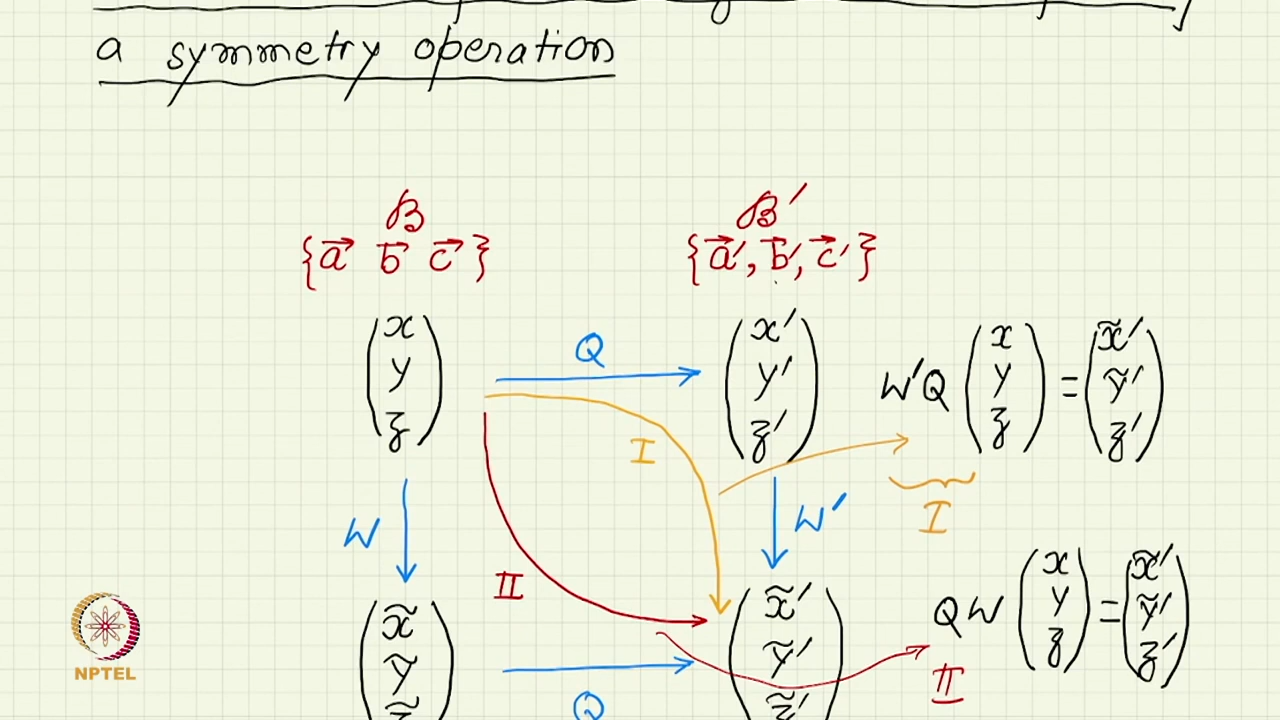 a symmetry operation
B B′
{a⃗ b⃗ c⃗} {a⃗′, b⃗′, c⃗′}
x x′ x x̃′
Q
y y′ W′Q y = ỹ′
z z′ z z̃′
I
I
W W′
II
x x̃′
x̃ x̃′ QW y = ỹ′
z z̃′
ỹ ỹ′
II
z̃′
Q
NPTEL